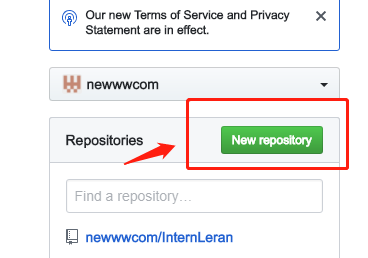 Our new Terms of Service and Privacy
Statement are in effect.
newwwcom
Repositories
New repository
Find a repository…
newwwcom/InternLeran